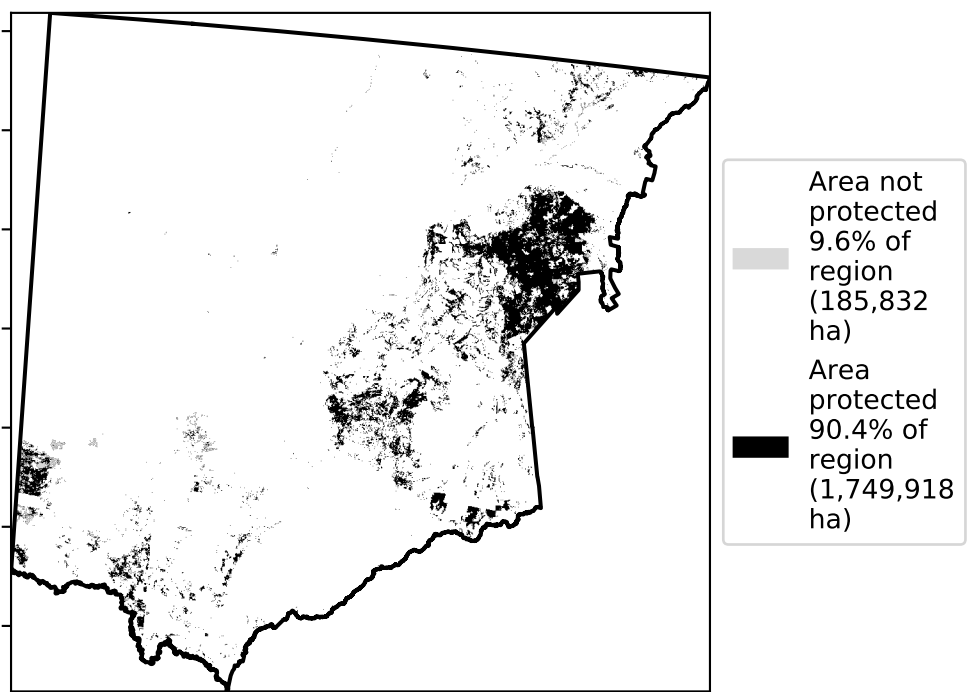 Area not
protected
9.6% of
region
(185,832
ha)
Area
protected
90.4% of
region
(1,749,918
ha)